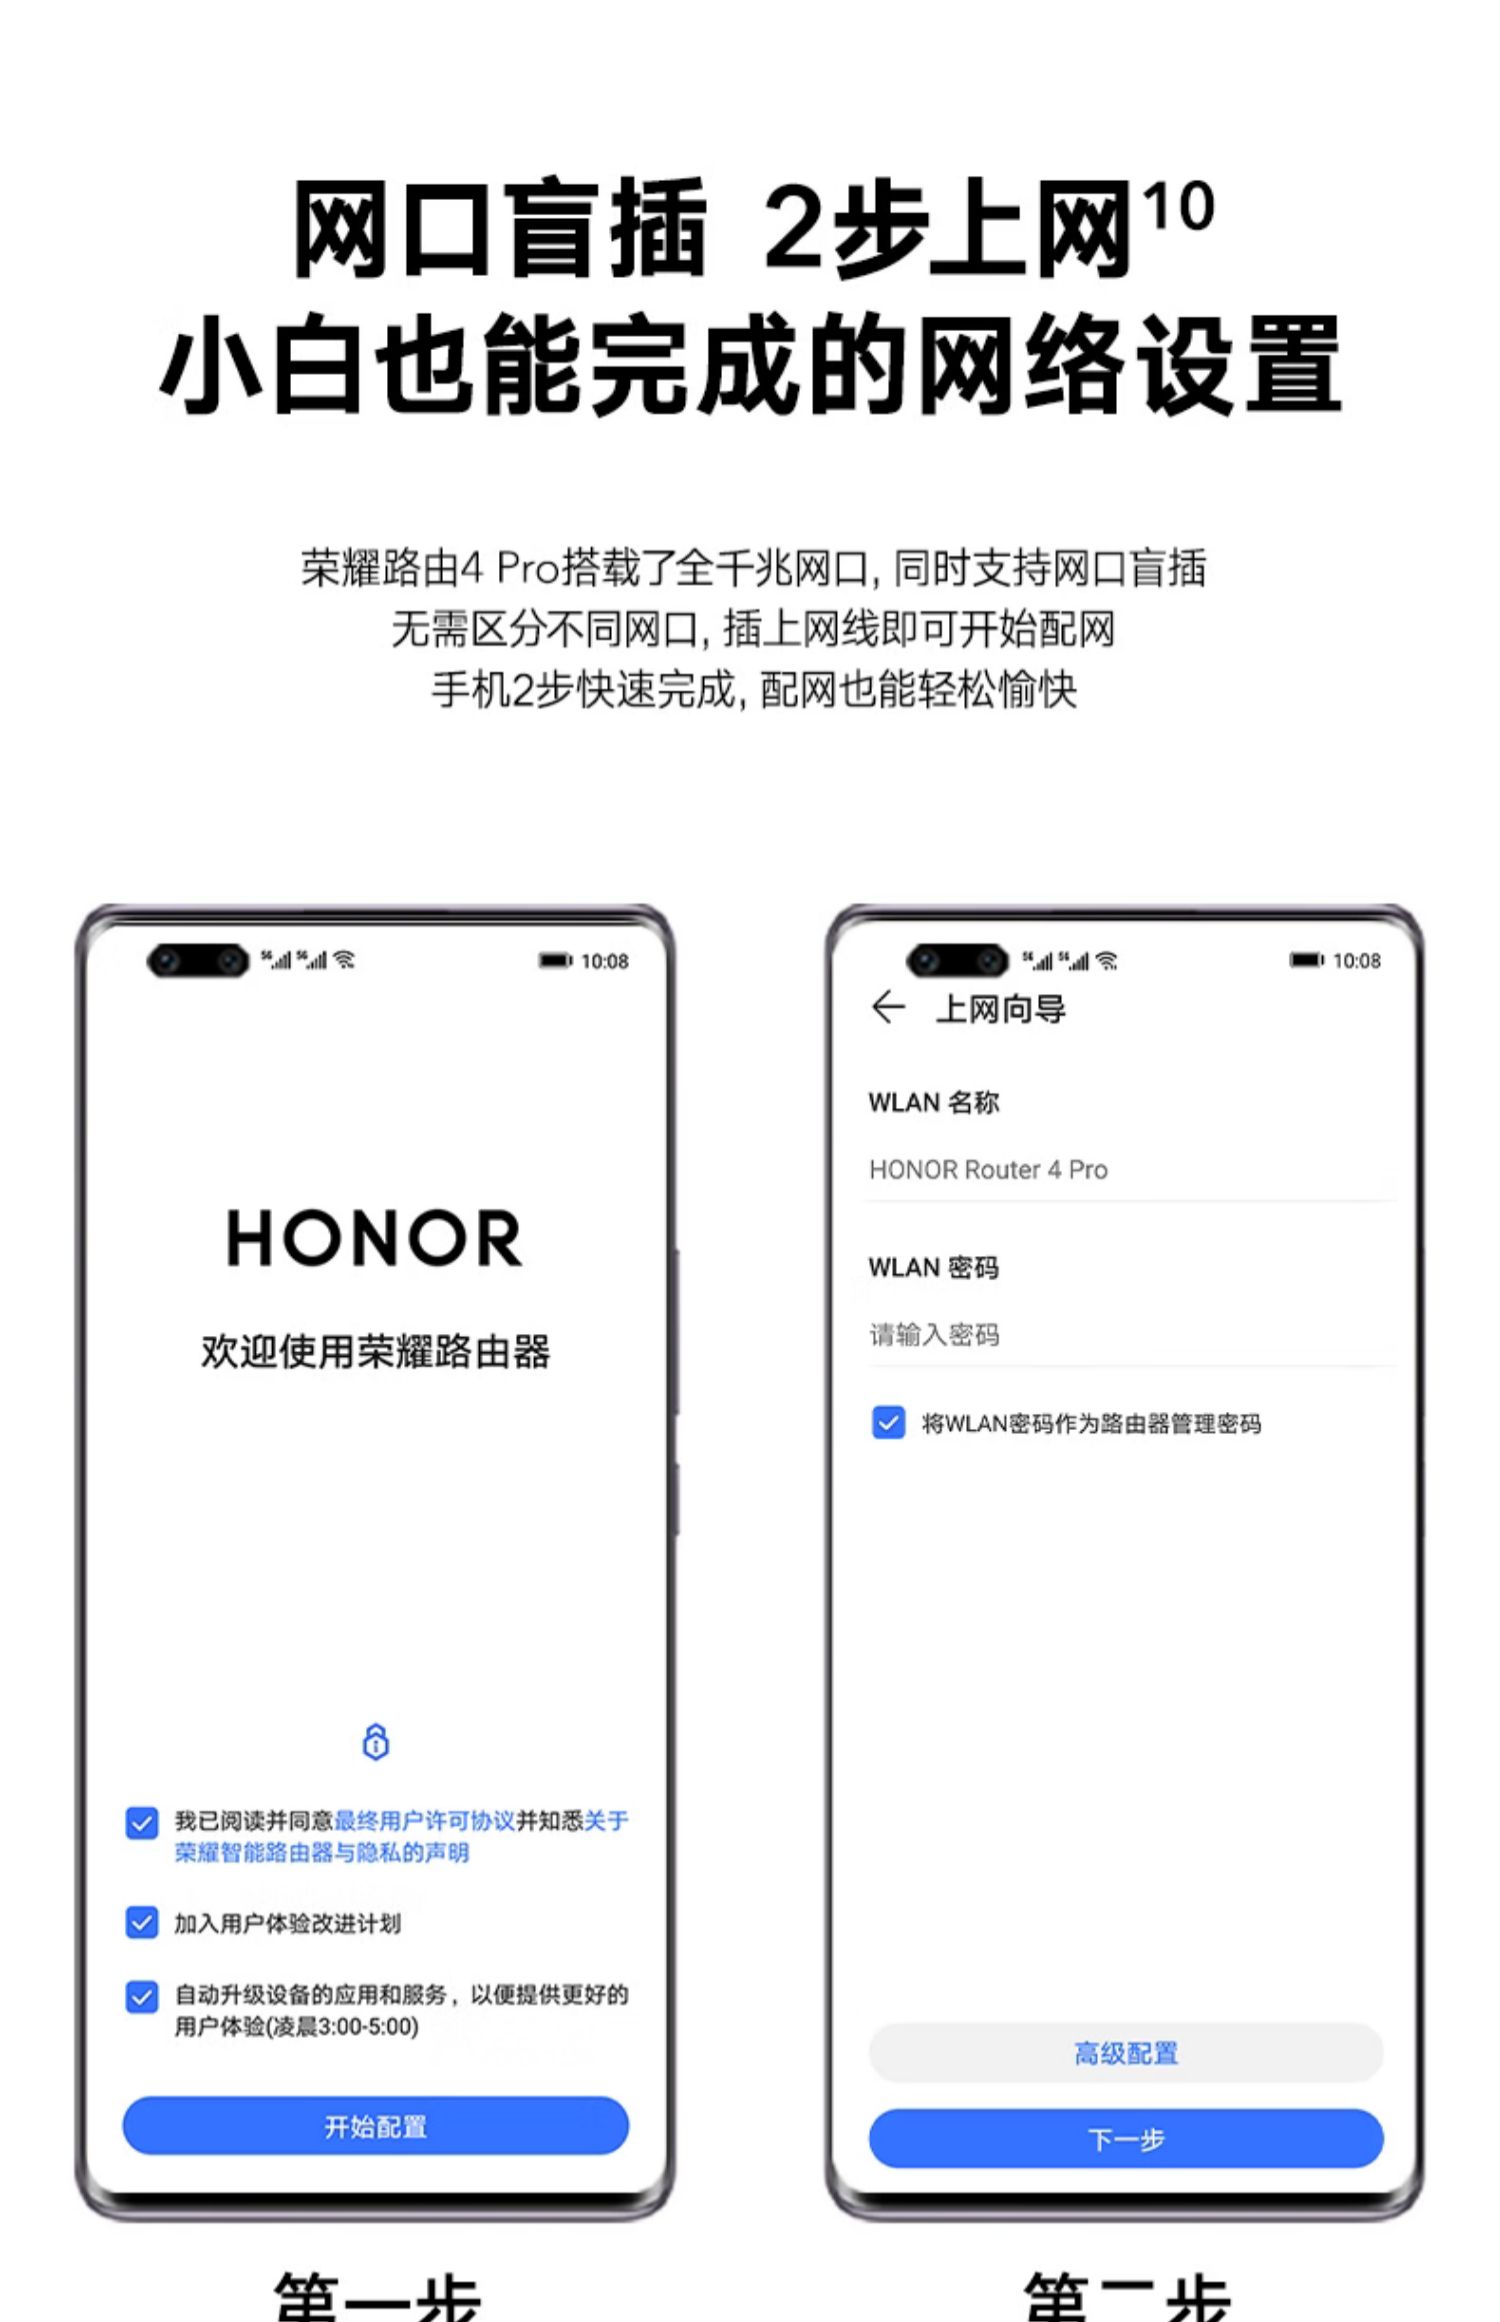 网口盲插 2步上网10
小白也能完成的网络设置
荣耀路由4 Pro搭载了全千兆网口, 同时支持网口盲插
无需区分不同网口, 插上网线即可开始配网
手机2步快速完成, 配网也能轻松愉快
5G 5G 10:08
HONOR
欢迎使用荣耀路由器
我已阅读并同意最终用户许可协议并知悉关于
荣耀智能路由器与隐私的声明
加入用户体验改进计划
自动升级设备的应用和服务，以便提供更好的
用户体验(凌晨3:00-5:00)
开始配置
第一步
5G 5G 10:08
上网向导
WLAN 名称
HONOR Router 4 Pro
WLAN 密码
请输入密码
将WLAN密码作为路由器管理密码
高级配置
下一步
第二步